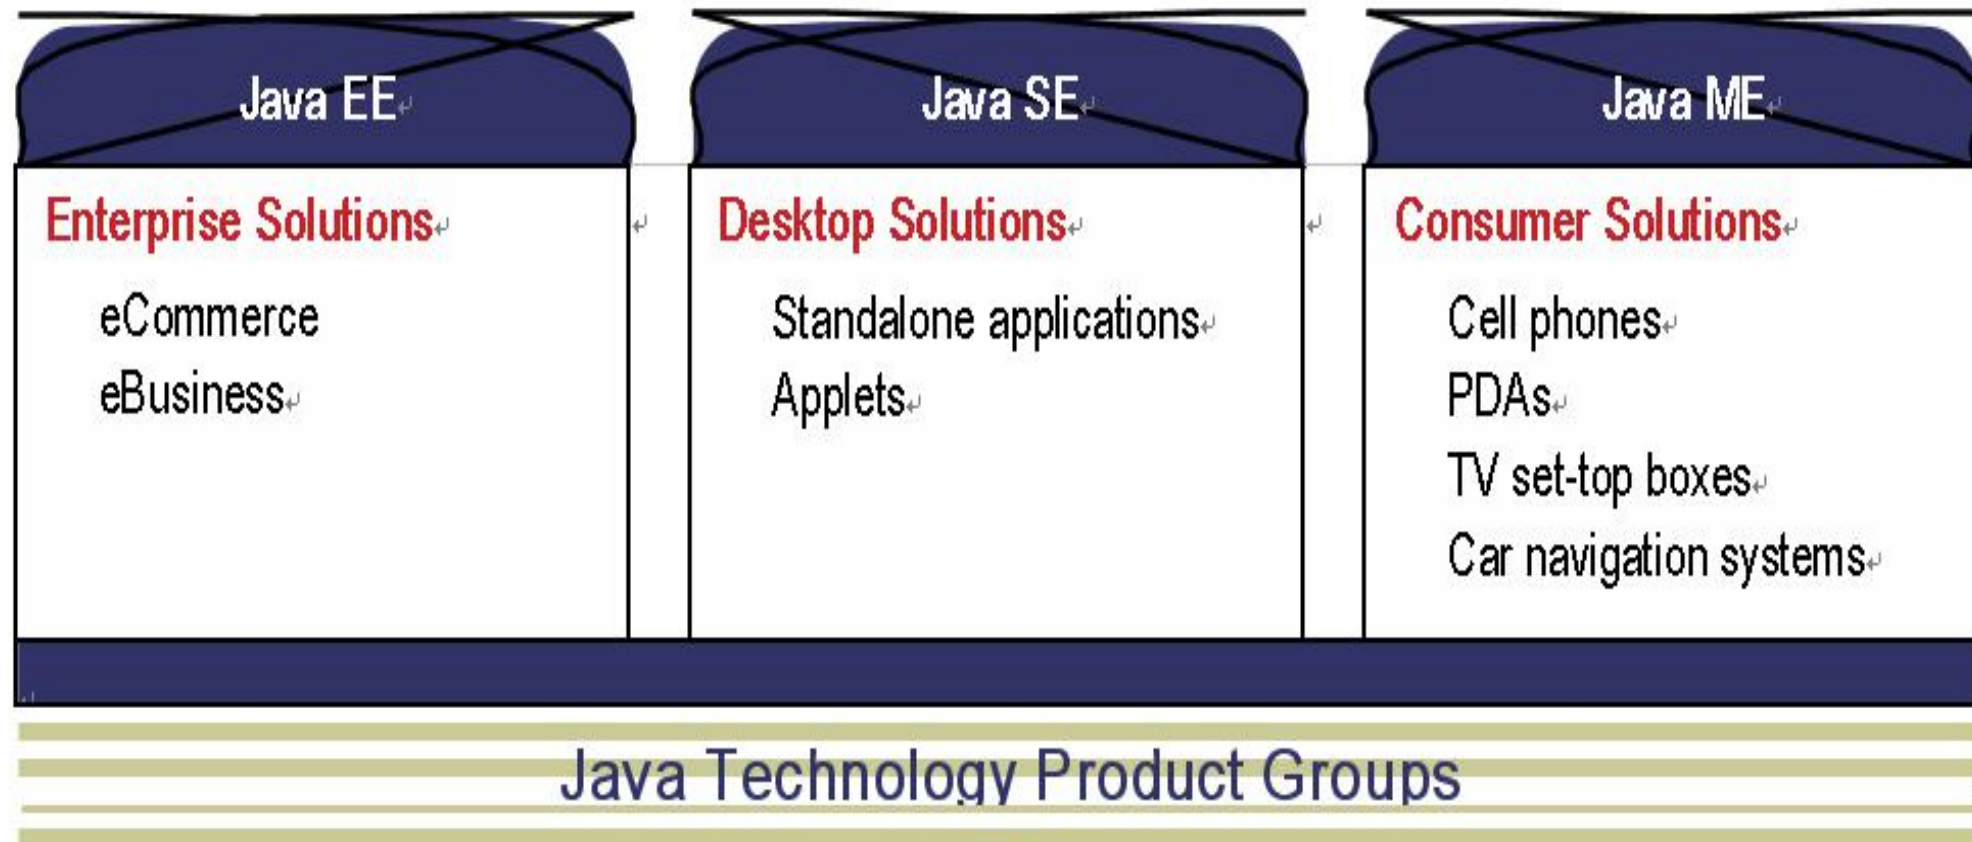 Java EE
Enterprise Solutions
eCommerce
eBusiness
Java SE
Desktop Solutions
Standalone applications
Applets
Java ME
Consumer Solutions
Cell phones
PDAs
TV set-top boxes
Car navigation systems
Java Technology Product Groups